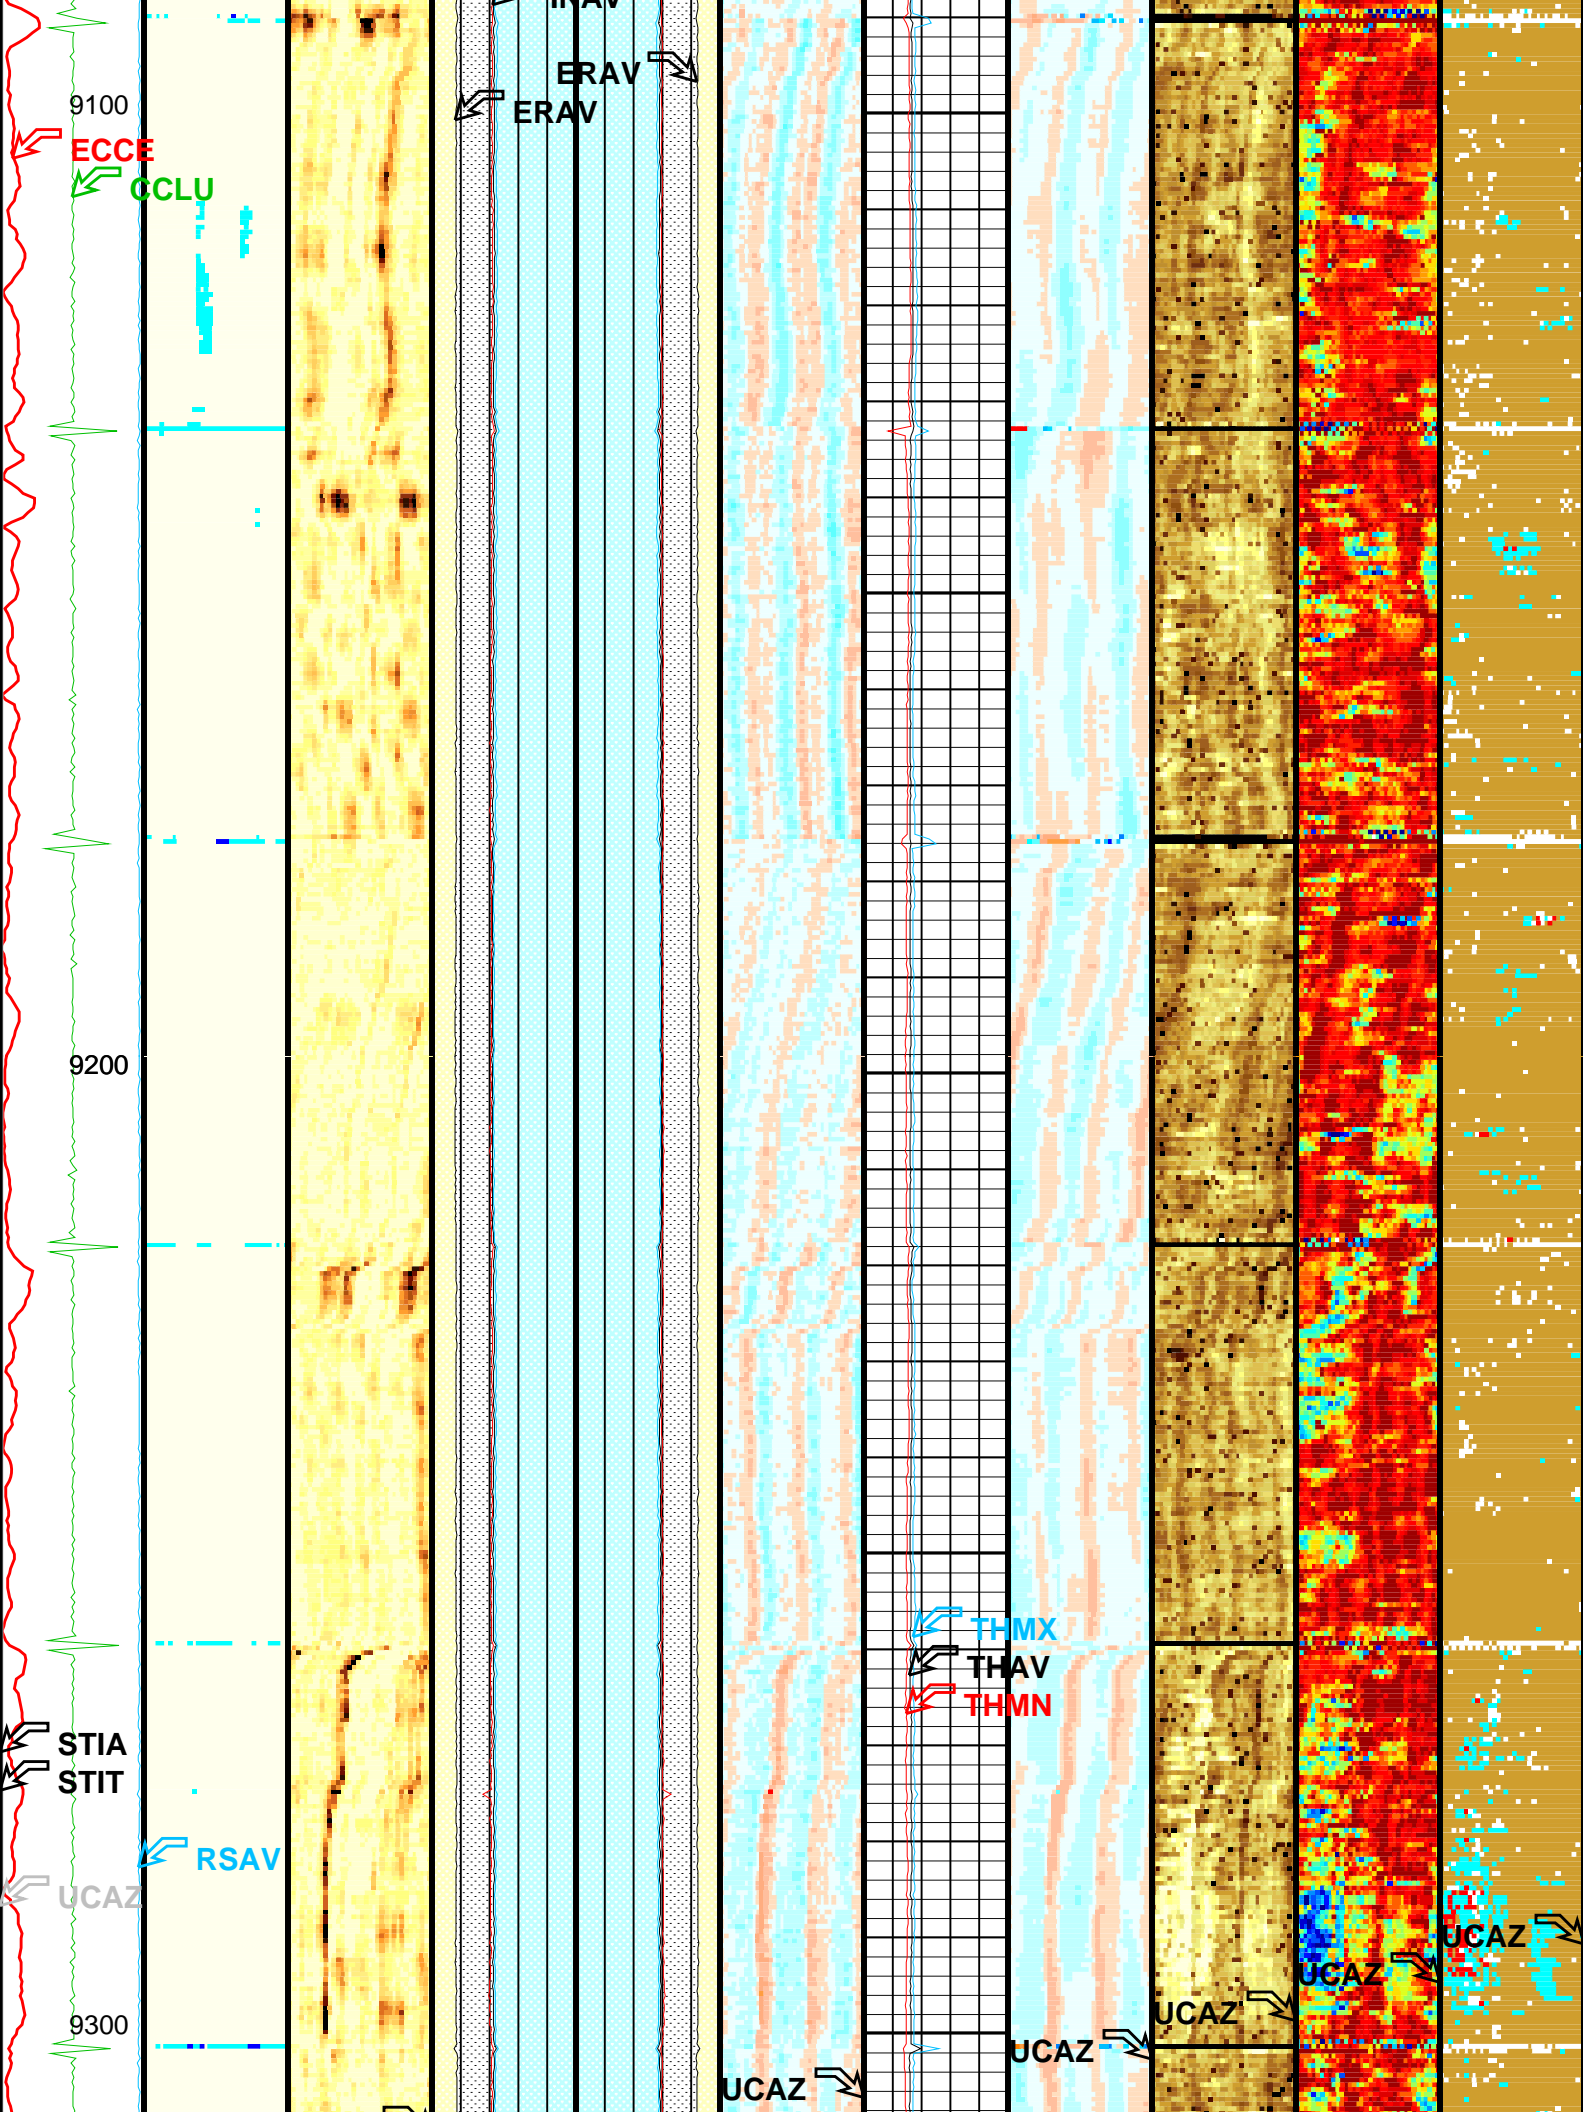 INAV
ERAV
9100
ERAV
ECCE
CCLU
9200
THMX
THAV
THMN
STIA
STIT
RSAV
UCAZ
UCAZ
UCAZ
UCAZ
9300
UCAZ
UCAZ